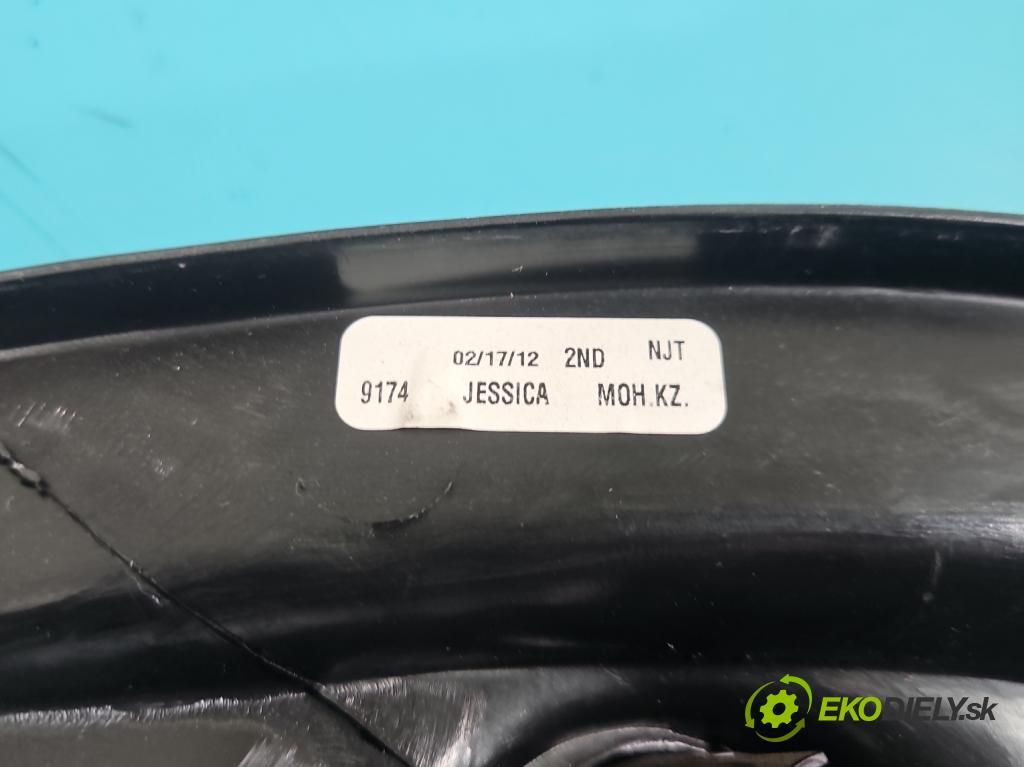 02/17/12 2ND NJT
9174 JESSICA MOH.KZ.
EKODIELY.sk